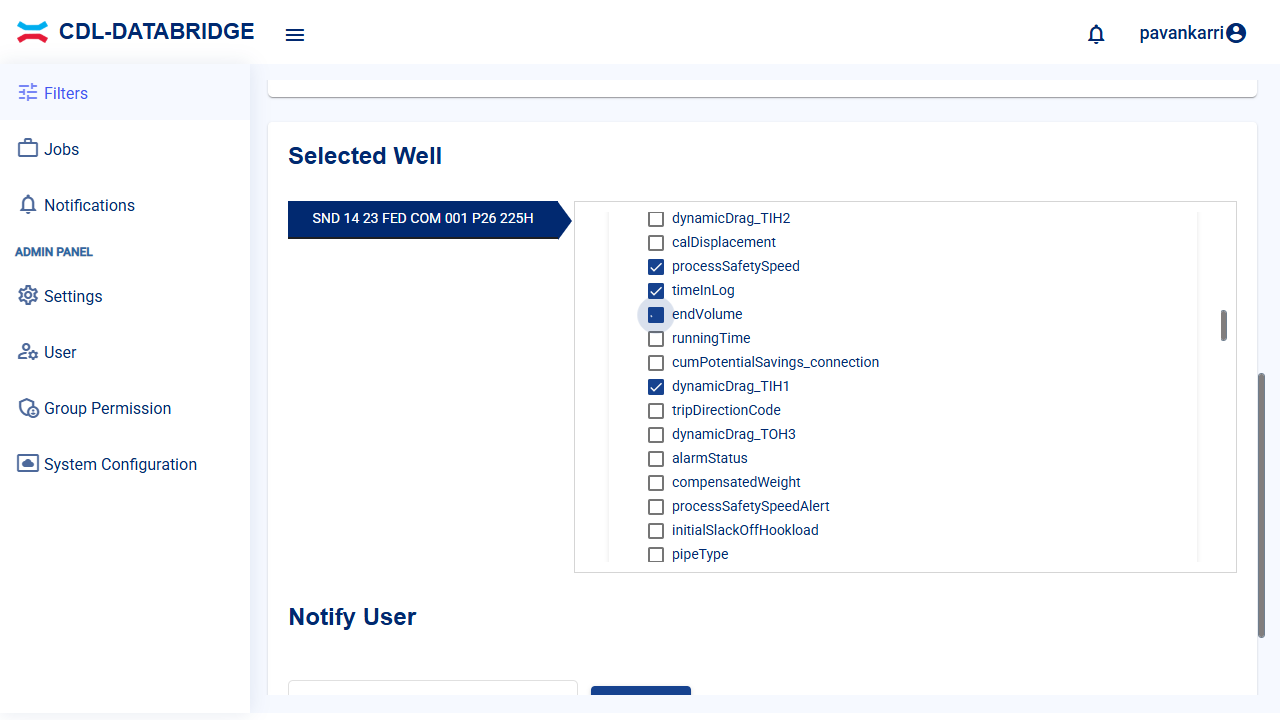 CDL-DATABRIDGE
pavankarri
Filters
Jobs
Notifications
ADMIN PANEL
Settings
User
Group Permission
System Configuration
Selected Well
SND 14 23 FED COM 001 P26 225H
dynamicDrag_TIH2
calDisplacement
processSafetySpeed
timeInLog
endVolume
runningTime
cumPotentialSavings_connection
dynamicDrag_TIH1
tripDirectionCode
dynamicDrag_TOH3
alarmStatus
compensatedWeight
processSafetySpeedAlert
initialSlackOffHookload
pipeType
Notify User